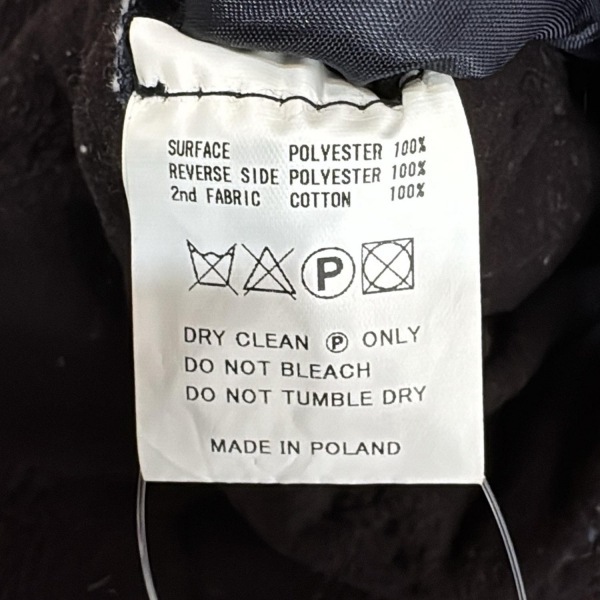 SURFACE POLYESTER 100%
REVERSE SIDE POLYESTER 100%
2nd FABRIC COTTON 100%
P
DRY CLEAN Ⓟ ONLY
DO NOT BLEACH
DO NOT TUMBLE DRY
MADE IN POLAND